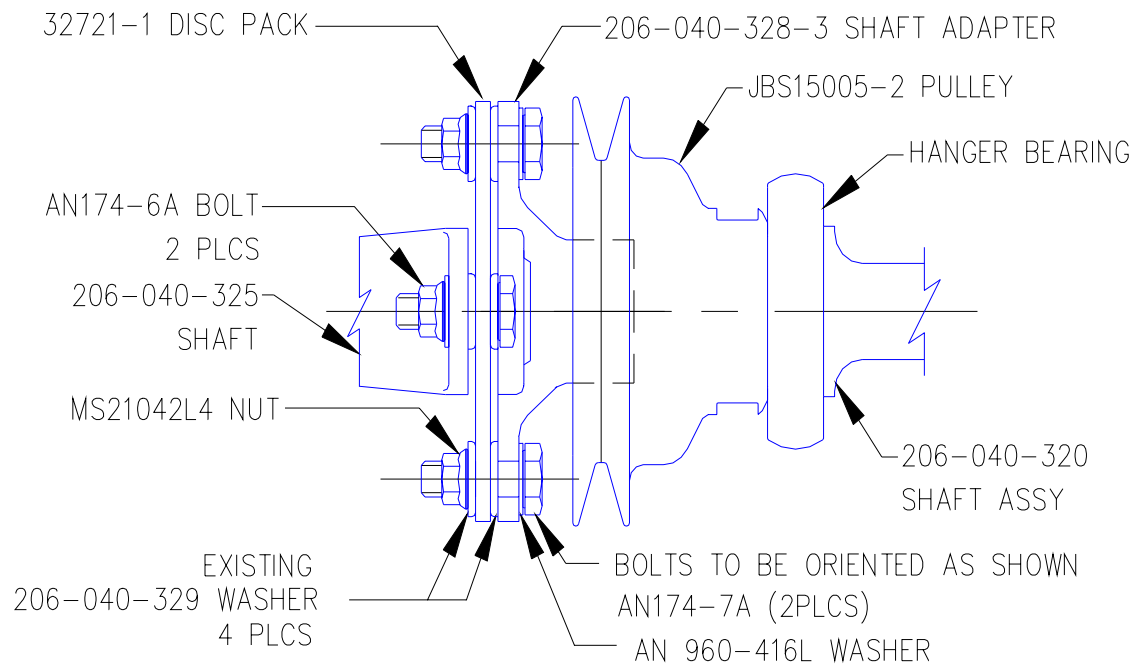 32721-1 DISC PACK
206-040-328-3 SHAFT ADAPTER
JBS15005-2 PULLEY
HANGER BEARING
AN174-6A BOLT
2 PLCS
206-040-325
SHAFT
MS21042L4 NUT
206-040-320
SHAFT ASSY
EXISTING
206-040-329 WASHER
4 PLCS
BOLTS TO BE ORIENTED AS SHOWN
AN174-7A (2PLCS)
AN 960-416L WASHER